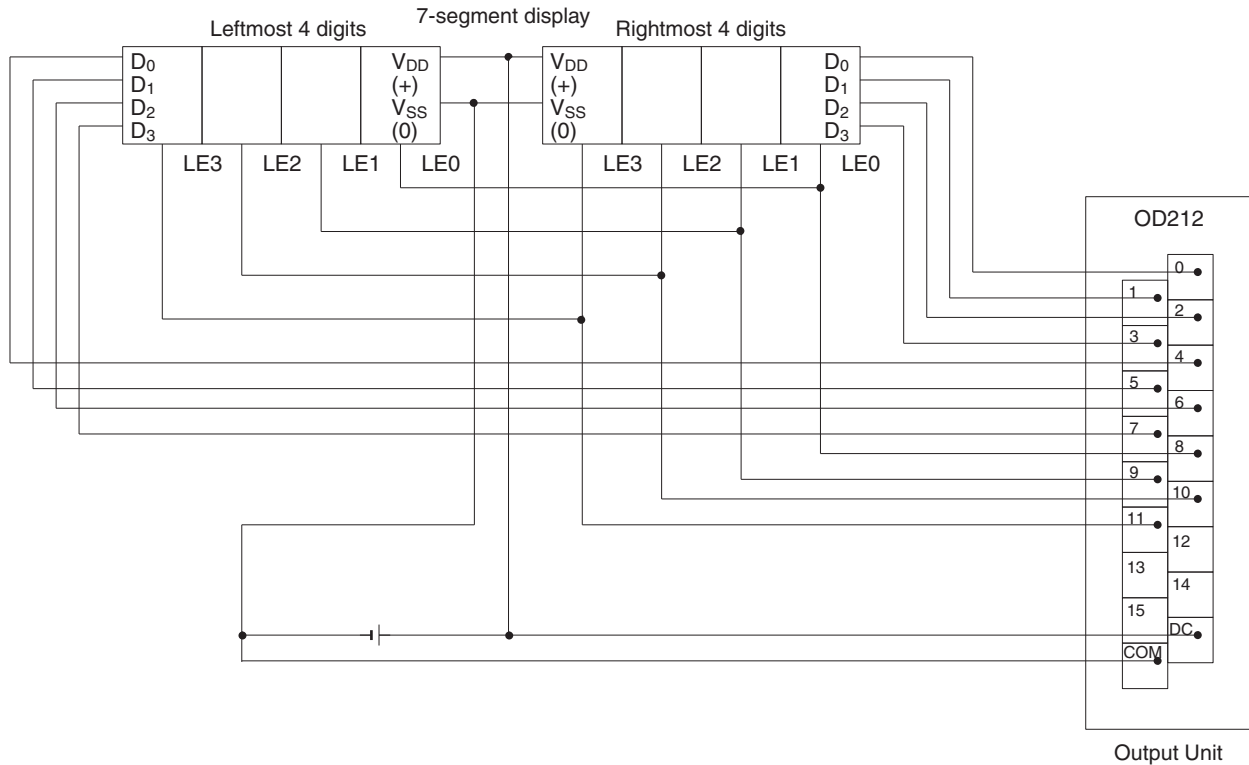 7-segment display
Leftmost 4 digits
Rightmost 4 digits
D0
D1
D2
D3
VDD
(+)
VSS
(0)
LE3
LE2
LE1
LE0
VDD
(+)
VSS
(0)
D0
D1
D2
D3
LE3
LE2
LE1
LE0
OD212
0
1
2
3
4
5
6
7
8
9
10
11
12
13
14
15
DC
COM
Output Unit